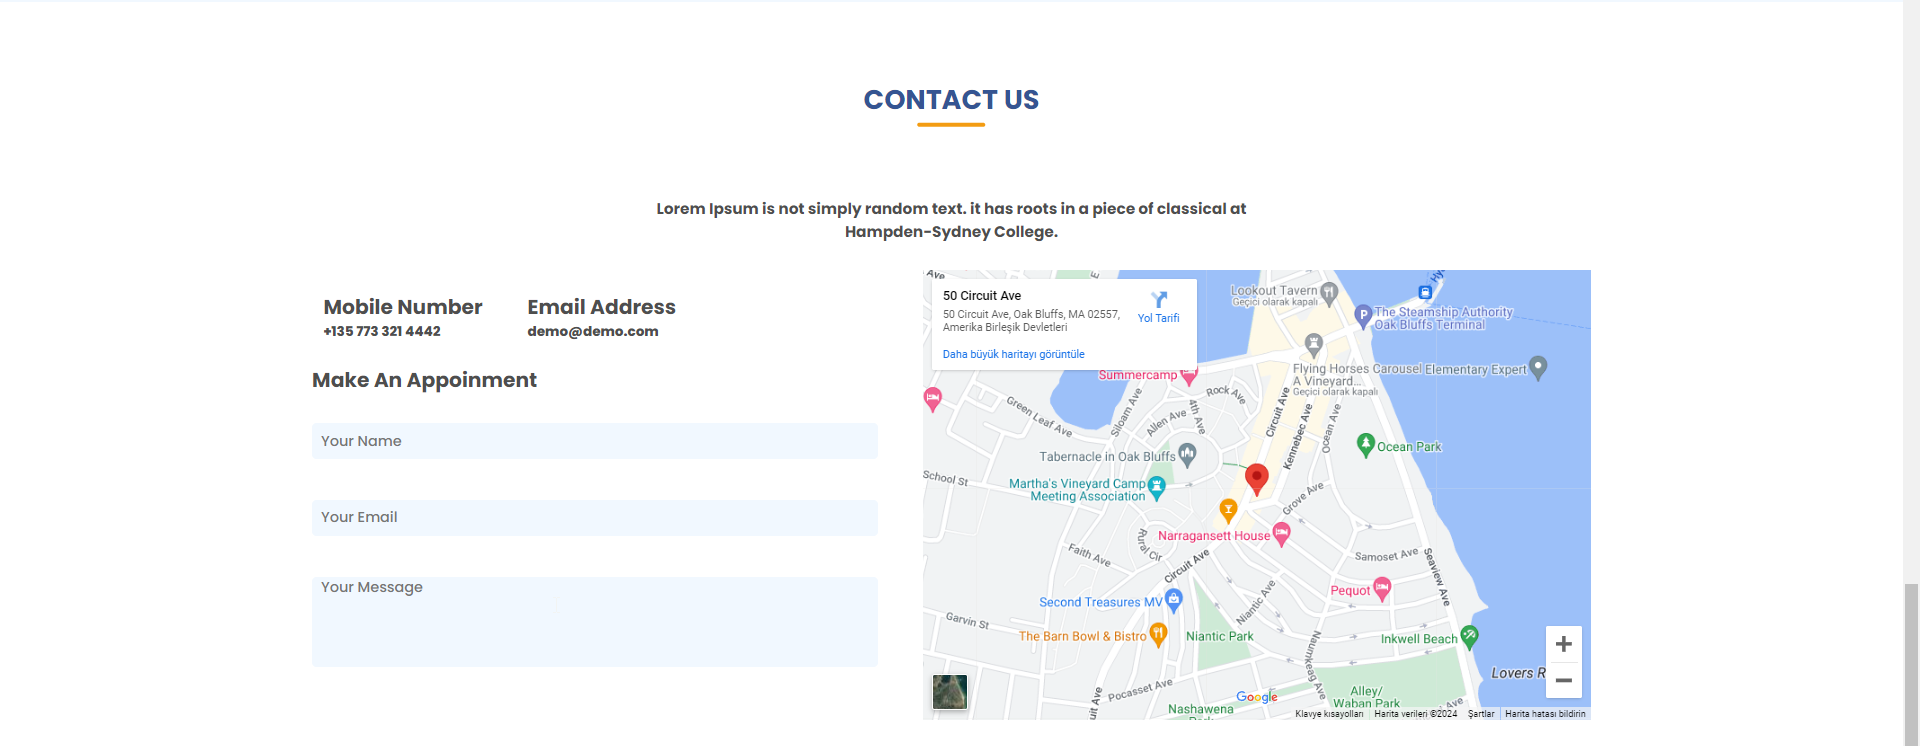 CONTACT US
Lorem Ipsum is not simply random text. it has roots in a piece of classical at
Hampden-Sydney College.
Mobile Number
+135 773 321 4442
Email Address
demo@demo.com
Make An Appoinment
Your Name
Your Email
Your Message
50 Circuit Ave
50 Circuit Ave, Oak Bluffs, MA 02557,
Amerika Birleşik Devletleri
Yol Tarifi
Daha büyük haritayı görüntüle
Ave
Lookout Tavern
Geçici olarak kapalı
P
The Steamship Authority
Oak Bluffs Terminal
Flying Horses Carousel
A Vineyard...
Geçici olarak kapalı
Elementary Expert
Summercamp
Rock Ave
4th Ave
Green Leaf Ave
Siloam Ave
Allen Ave
Circuit Ave
Kennebec Ave
Ocean Ave
Ocean Park
Tabernacle in Oak Bluffs
School St
Martha's Vineyard Camp
Meeting Association
Grove Ave
Narragansett House
Rural Cir
Faith Ave
Circuit Ave
Samoset Ave
Seaview Ave
Pequot
Niantic Ave
Second Treasures MV
Garvin St
The Barn Bowl & Bistro
Niantic Park
Naumkeag Ave
Inkwell Beach
Lovers R
Pocasset Ave
uit Ave
Google
Alley/
Waban Park
Nashawena
Klavye kısayolları
Harita verileri ©2024
Şartlar
Harita hatası bildirin